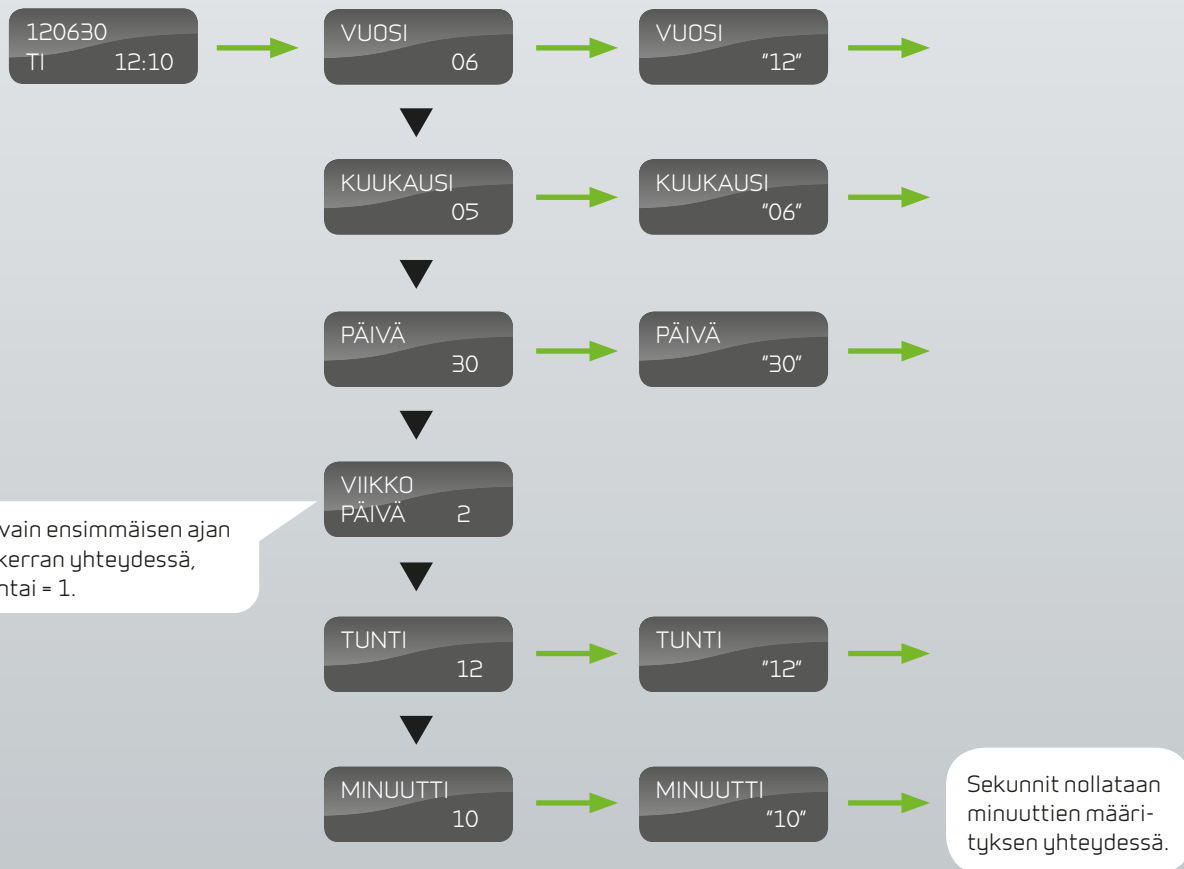 120630
TI 12:10
VUOSI
06
VUOSI
"12"
KUUKAUSI
05
KUUKAUSI
"06"
PÄIVÄ
30
PÄIVÄ
"30"
VIIKKO
PÄIVÄ 2
vain ensimmäisen ajan
kerran yhteydessä,
ntai = 1.
TUNTI
12
TUNTI
"12"
MINUUTTI
10
MINUUTTI
"10"
Sekunnit nollataan
minuuttien määri-
tyksen yhteydessä.